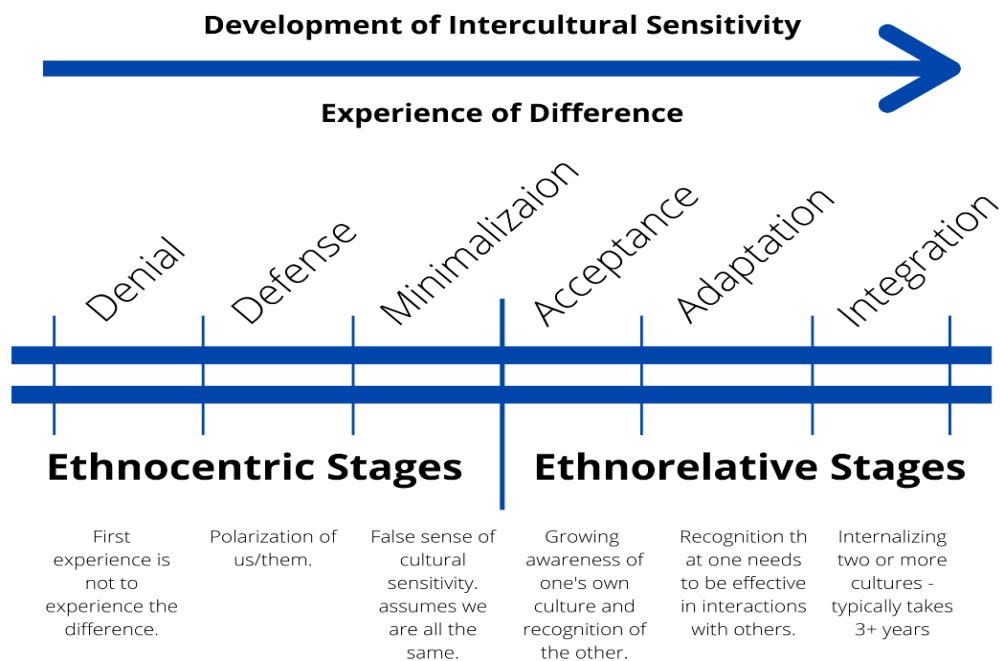 Development of Intercultural Sensitivity
Experience of Difference
Denial
Defense
Minimalizaion
Acceptance
Adaptation
Integration
Ethnocentric Stages
Ethnorelative Stages
First
experience is
not to
experience the
difference.
Polarization of
us/them.
False sense of
cultural
sensitivity.
assumes we
are all the
same.
Growing
awareness of
one's own
culture and
recognition of
the other.
Recognition th
at one needs
to be effective
in interactions
with others.
Internalizing
two or more
cultures -
typically takes
3+ years